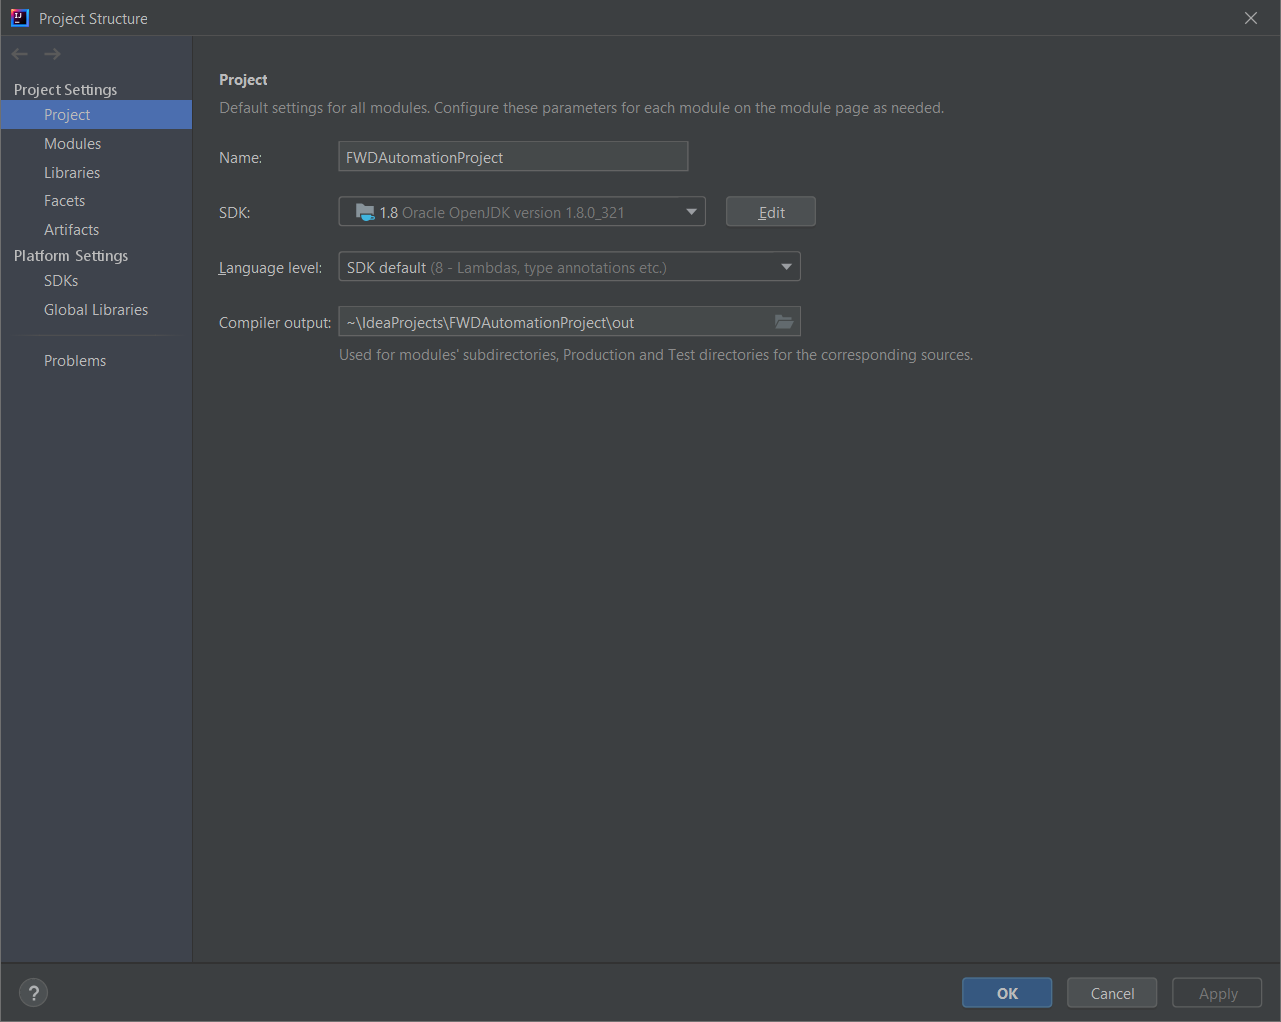 Project Structure
Project Settings
Project
Modules
Libraries
Facets
Artifacts
Platform Settings
SDKs
Global Libraries
Problems
Project
Default settings for all modules. Configure these parameters for each module on the module page as needed.
Name: FWDAutomationProject
SDK: 1.8 Oracle OpenJDK version 1.8.0_321 Edit
Language level: SDK default (8 - Lambdas, type annotations etc.)
Compiler output: ~\IdeaProjects\FWDAutomationProject\out
Used for modules' subdirectories, Production and Test directories for the corresponding sources.
? OK Cancel Apply